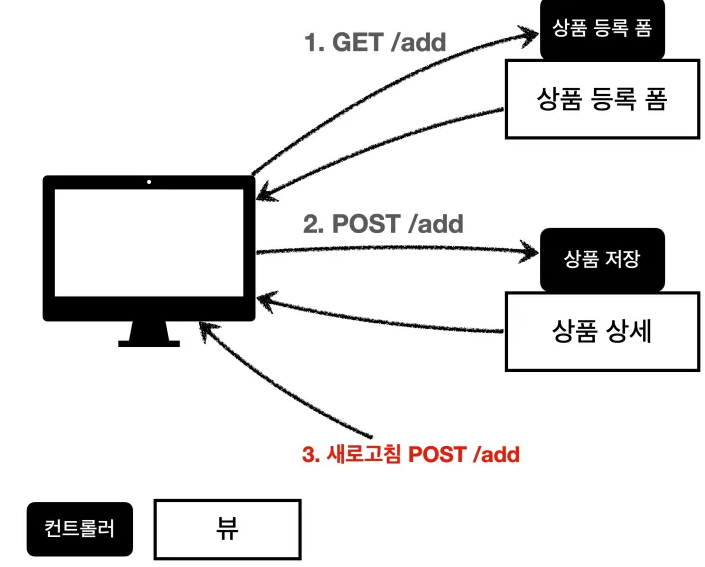 상품 등록 폼
1. GET /add
상품 등록 폼
2. POST /add
상품 저장
상품 상세
3. 새로고침 POST /add
컨트롤러
뷰